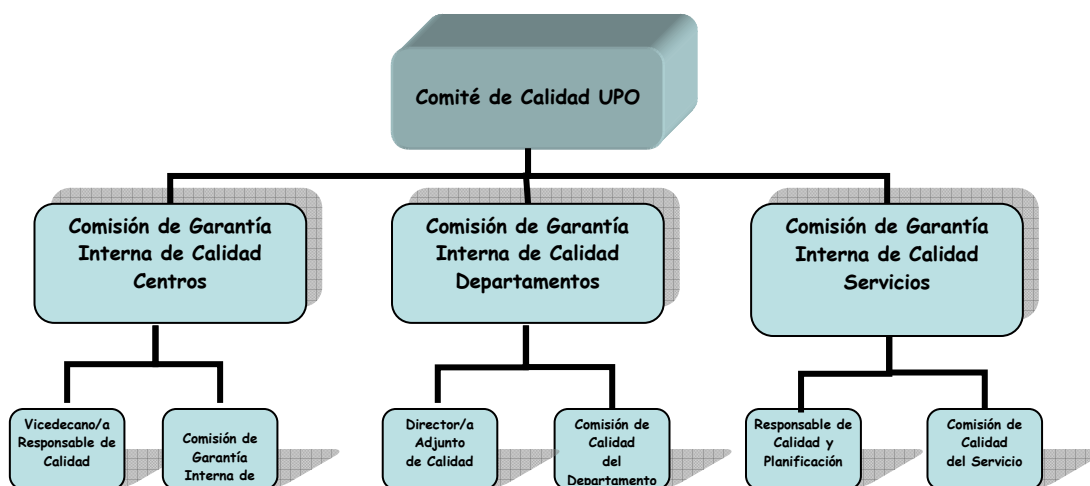 Comité de Calidad UPO
Comisión de Garantía
Interna de Calidad
Centros
Comisión de Garantía
Interna de Calidad
Departamentos
Comisión de Garantía
Interna de Calidad
Servicios
Vicedecano/a
Responsable de
Calidad
Comisión de
Garantía
Interna de
Director/a
Adjunto
de Calidad
Comisión de
Calidad
del
Departamento
Responsable de
Calidad y
Planificación
Comisión de
Calidad
del Servicio